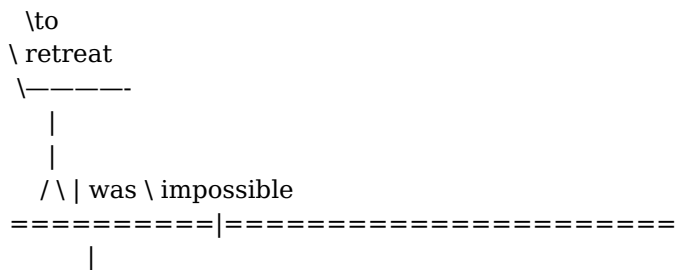 \to
\ retreat
\————-
|
|
/ \ | was \ impossible
==========|======================
|